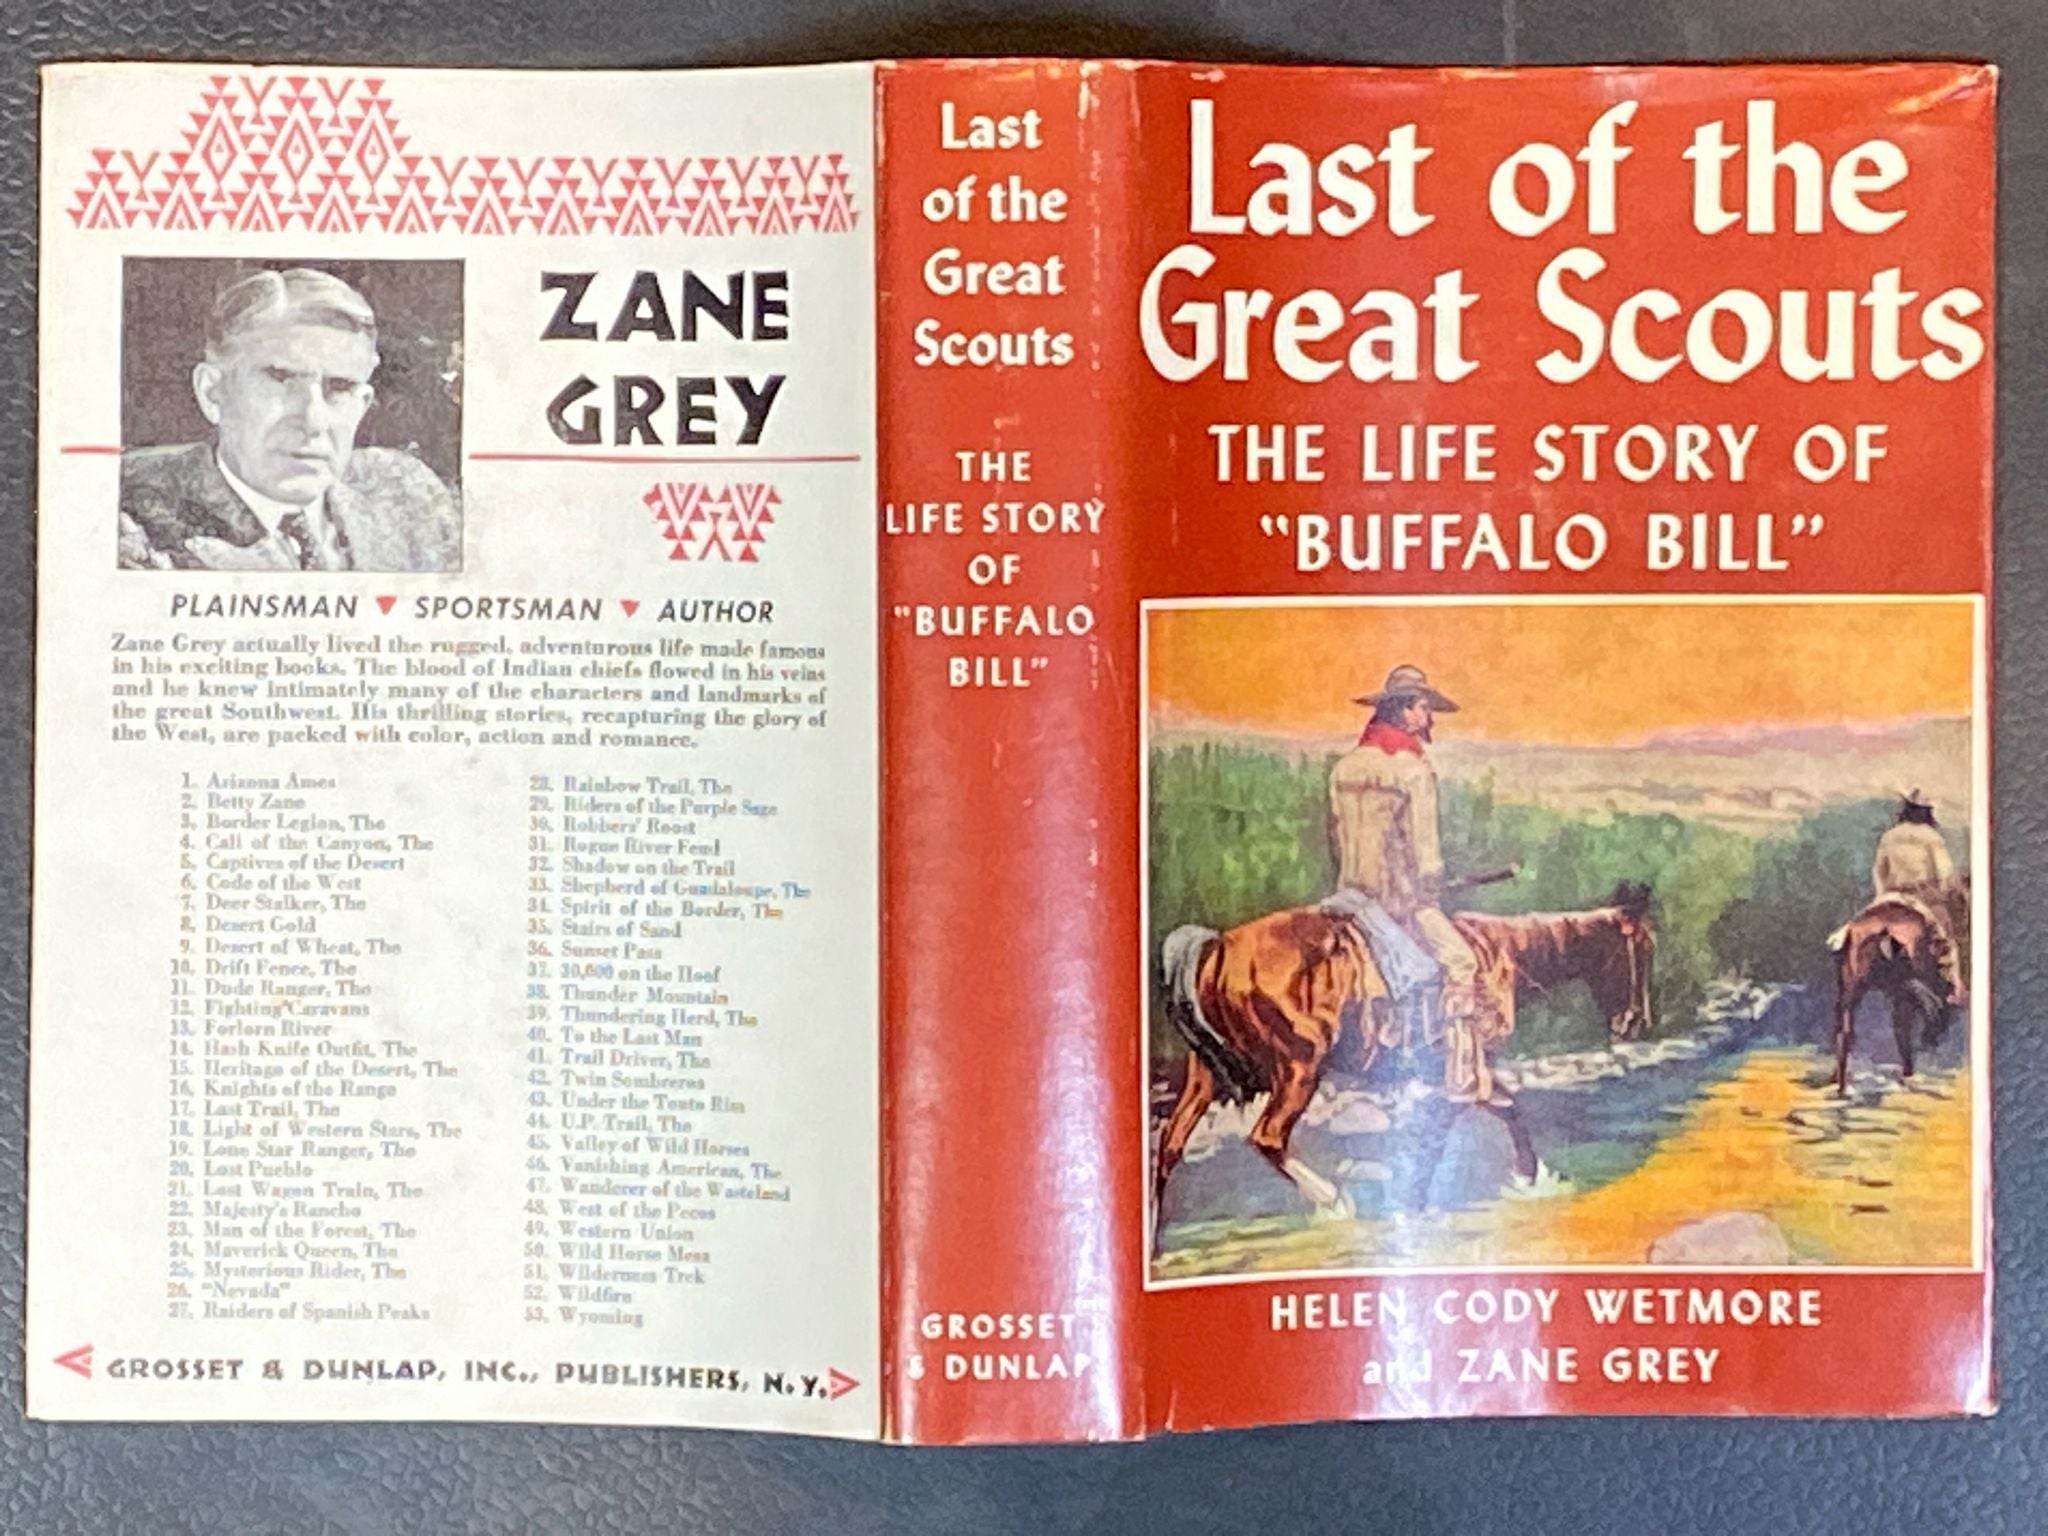 ZANE
GREY
PLAINSMAN ▼ SPORTSMAN ▼ AUTHOR
Zane Grey actually lived the rugged, adventurous life made famous
in his exciting books. The blood of Indian chiefs flowed in his veins
and he knew intimately many of the characters and landmarks of
the great Southwest. His thrilling stories, recapturing the glory of
the West, are packed with color, action and romance.
1. Arizona Ames
2. Betty Zane
3. Border Legion, The
4. Call of the Canyon, The
5. Captives of the Desert
6. Code of the West
7. Deer Stalker, The
8. Desert Gold
9. Desert of Wheat, The
10. Drift Fence, The
11. Dude Ranger, The
12. Fighting Caravans
13. Forlorn River
14. Hash Knife Outfit, The
15. Heritage of the Desert, The
16. Knights of the Range
17. Last Trail, The
18. Light of Western Stars, The
19. Lone Star Ranger, The
20. Lost Pueblo
21. Lost Wagon Train, The
22. Majesty's Rancho
23. Man of the Forest, The
24. Maverick Queen, The
25. Mysterious Rider, The
26. "Nevada"
27. Raiders of Spanish Peaks
28. Rainbow Trail, The
29. Riders of the Purple Sage
30. Robbers' Roost
31. Rogue River Feud
32. Shadow on the Trail
33. Shepherd of Guadaloupe, The
34. Spirit of the Border, The
35. Stairs of Sand
36. Sunset Pass
37. 30,000 on the Hoof
38. Thunder Mountain
39. Thundering Herd, The
40. To the Last Man
41. Trail Driver, The
42. Twin Sombreros
43. Under the Tonto Rim
44. U.P. Trail, The
45. Valley of Wild Horses
46. Vanishing American, The
47. Wanderer of the Wasteland
48. West of the Pecos
49. Western Union
50. Wild Horse Mesa
51. Wilderness Trek
52. Wildfire
53. Wyoming
GROSSET & DUNLAP, INC., PUBLISHERS, N. Y.
Last
of the
Great
Scouts
THE
LIFE STORY
OF
"BUFFALO
BILL"
GROSSET
& DUNLAP
Last of the
Great Scouts
THE LIFE STORY OF
"BUFFALO BILL"
HELEN CODY WETMORE
and ZANE GREY